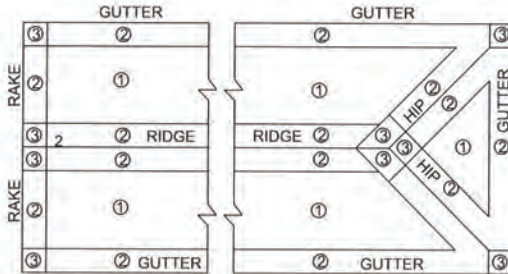 GUTTER GUTTER
③ ② ② ③
RAKE ② ① ① ② ② HIP GUTTER
③ 2 ② RIDGE RIDGE ② ③ ③ ① ②
③ ② ② ③ HIP ②
RAKE ② ① ①
③ ② GUTTER ② GUTTER ③